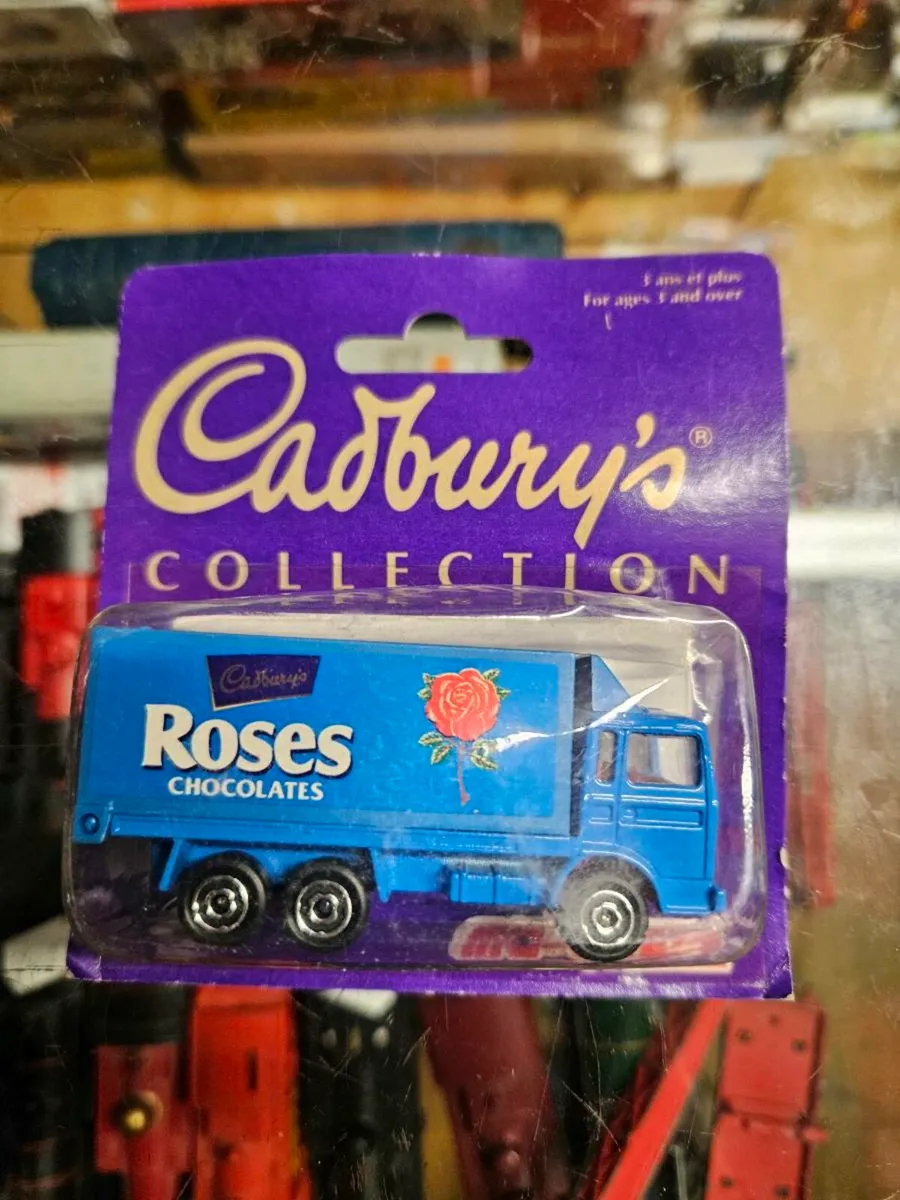 3 ans et plus
For ages 3 and over
Cadbury's ®
COLLECTION
Cadbury's
ROSES
CHOCOLATES